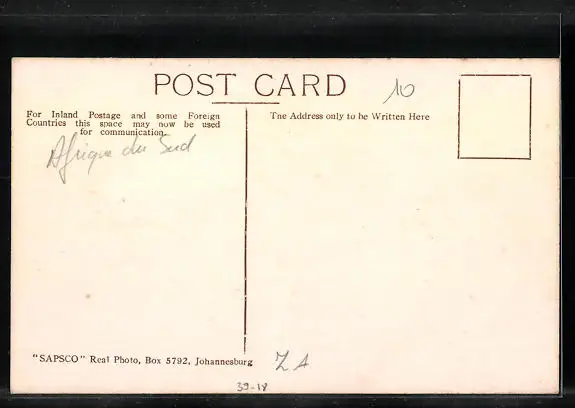 POST CARD
10
For Inland Postage and some Foreign
Countries this space may now be used
for communication.
Tne Address only to be Written Here
Afrique du Sud
"SAPSCO" Real Photo, Box 5792, Johannesburg
ZA
39-18